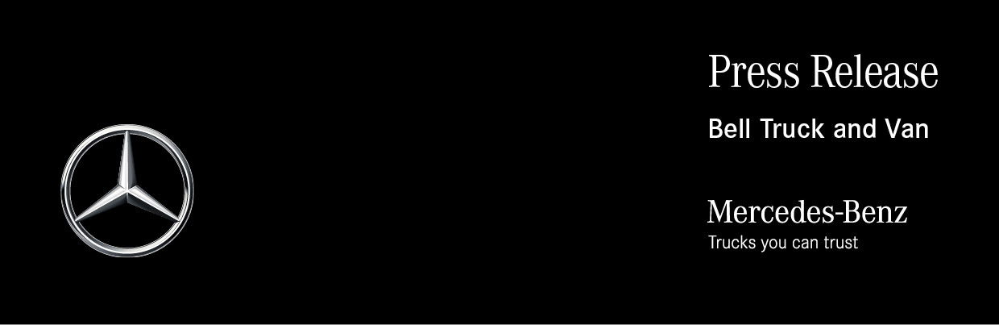 Press Release
Bell Truck and Van
Mercedes-Benz
Trucks you can trust